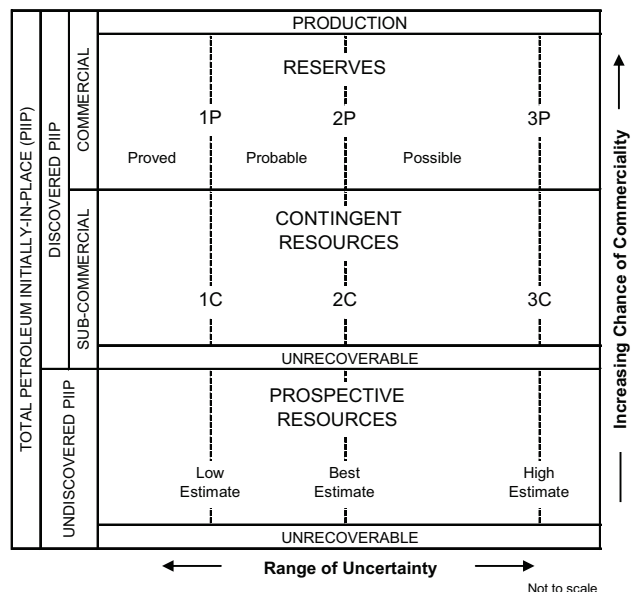 TOTAL PETROLEUM INITIALLY-IN-PLACE (PIIP)
DISCOVERED PIIP
UNDISCOVERED PIIP
COMMERCIAL
SUB-COMMERCIAL
PRODUCTION
RESERVES
1P 2P 3P
Proved Probable Possible
CONTINGENT
RESOURCES
1C 2C 3C
UNRECOVERABLE
PROSPECTIVE
RESOURCES
Low Best High
Estimate Estimate Estimate
UNRECOVERABLE
Increasing Chance of Commerciality
Range of Uncertainty
Not to scale